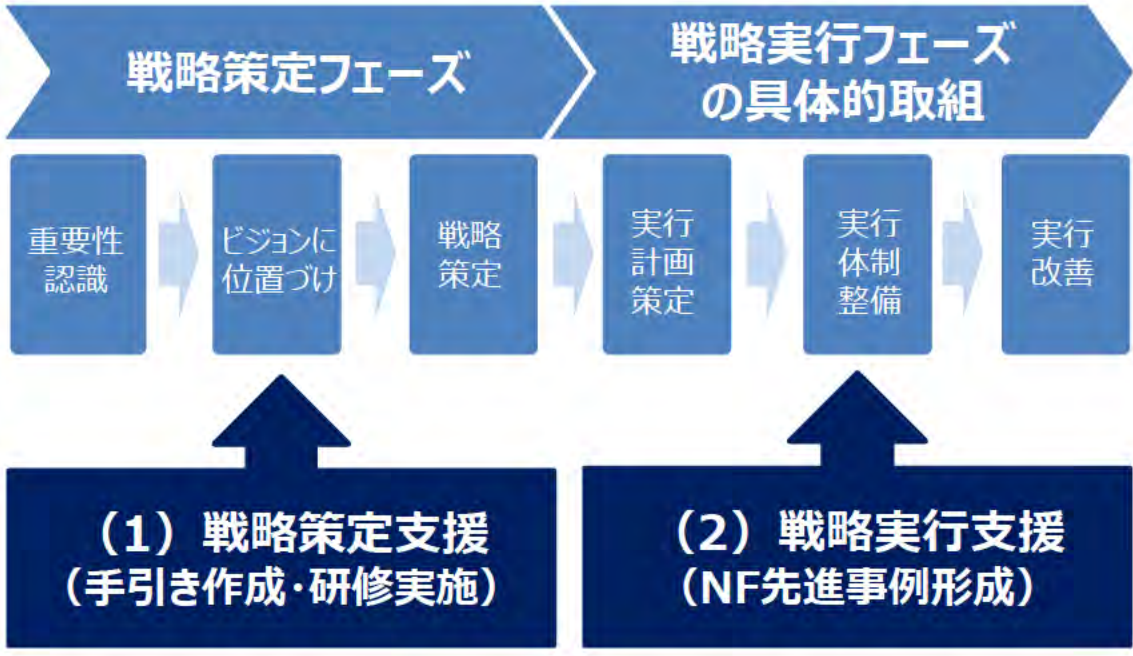 戦略策定フェーズ
戦略実行フェーズ
の具体的取組
重要性
認識
ビジョンに
位置づけ
戦略
策定
実行
計画
策定
実行
体制
整備
実行
改善
（1）戦略策定支援
（手引き作成・研修実施）
（2）戦略実行支援
（NF先進事例形成）